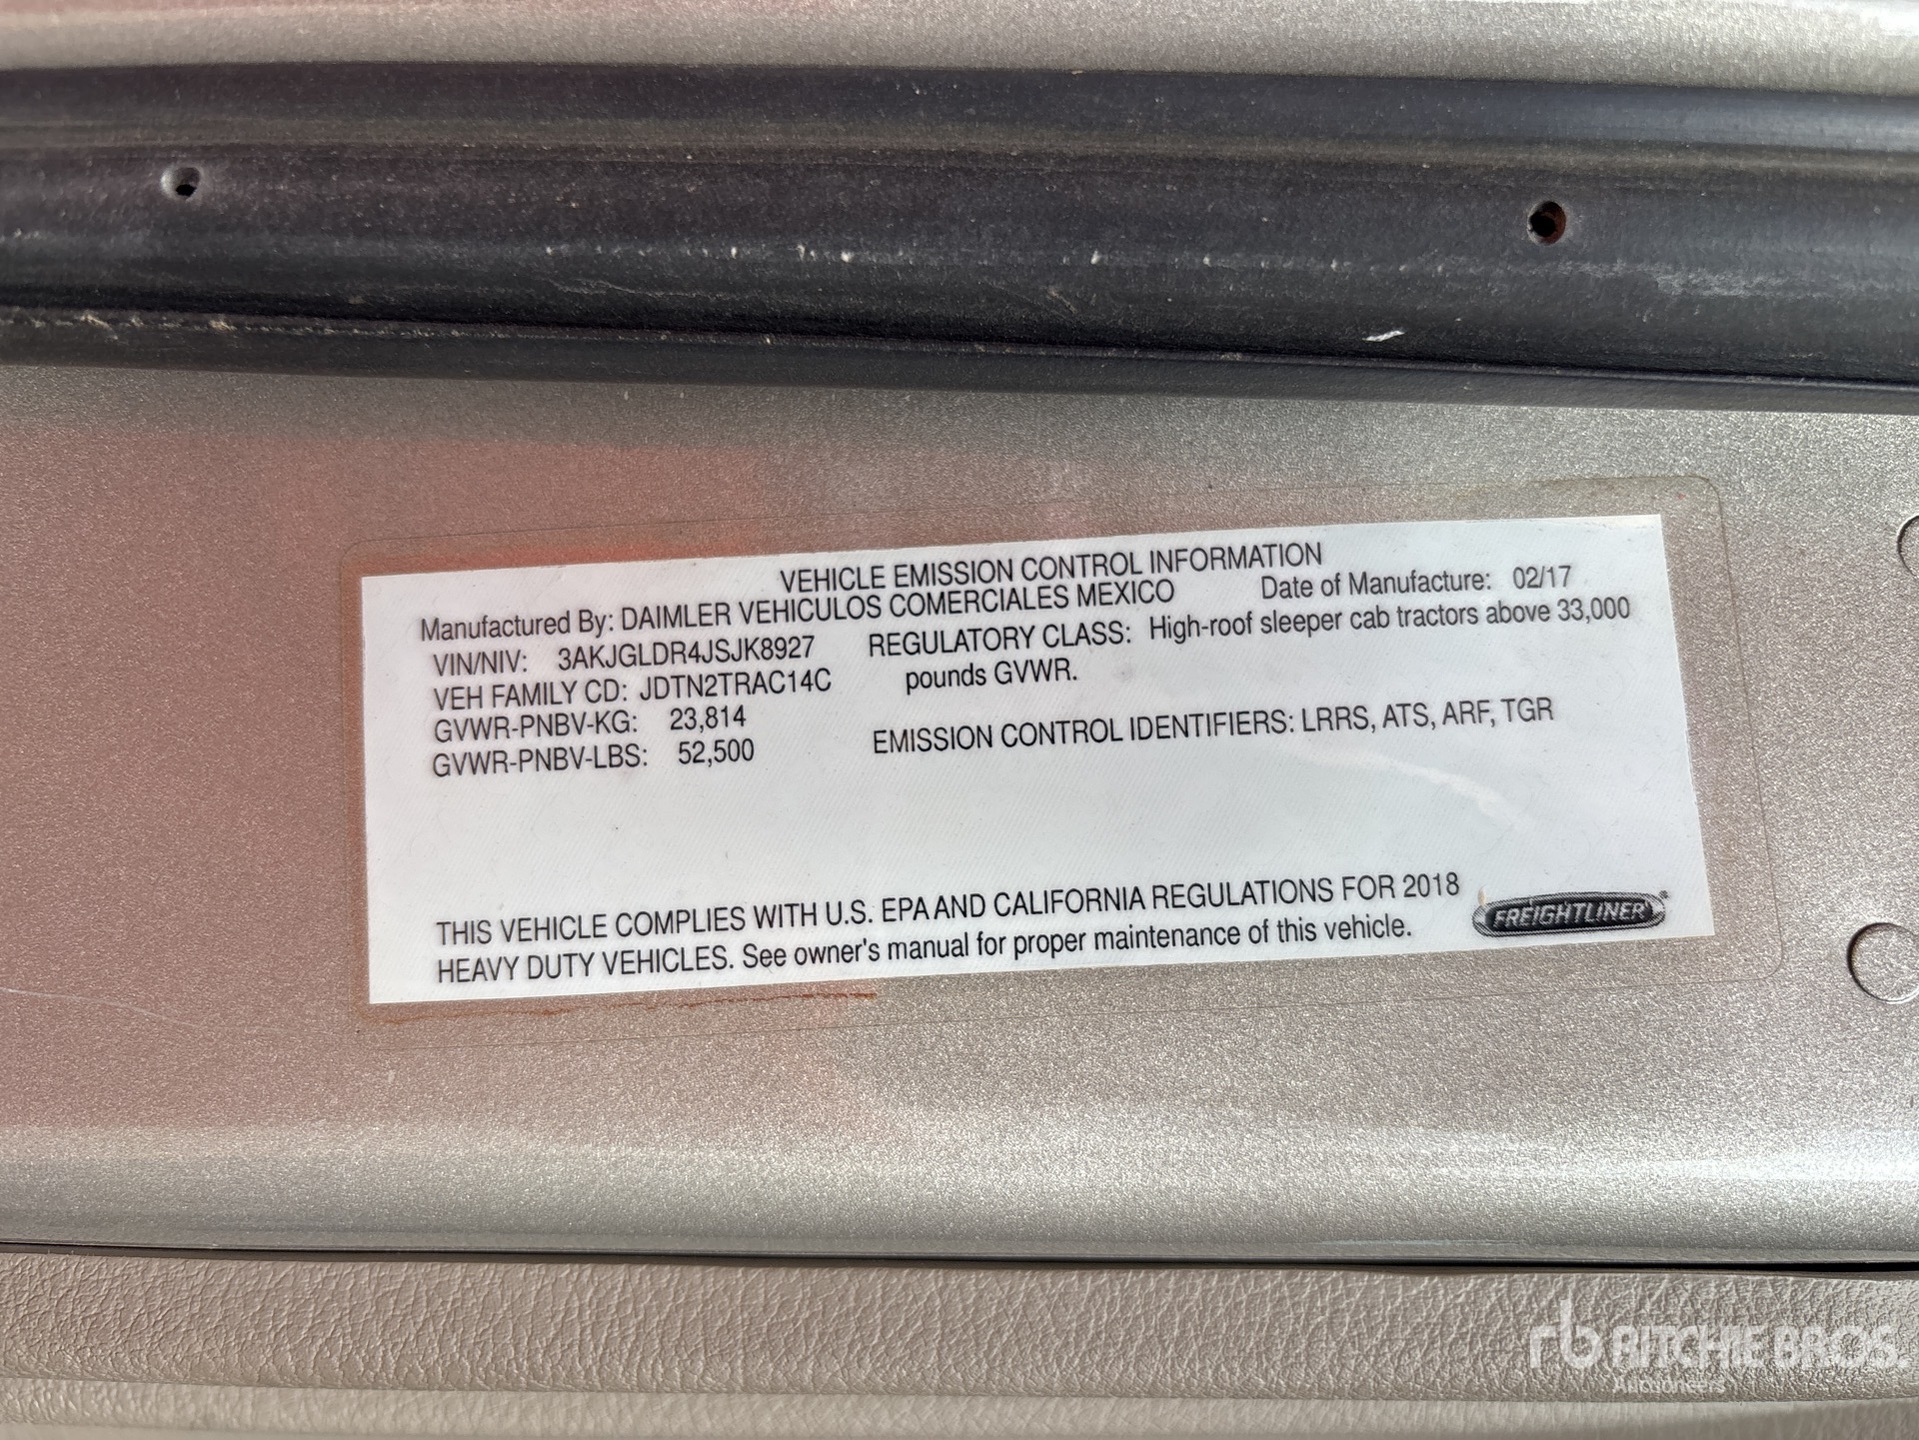 VEHICLE EMISSION CONTROL INFORMATION
Manufactured By: DAIMLER VEHICULOS COMERCIALES MEXICO Date of Manufacture: 02/17
VIN/NIV: 3AKJGLDR4JSJK8927 REGULATORY CLASS: High-roof sleeper cab tractors above 33,000
VEH FAMILY CD: JDTN2TRAC14C pounds GVWR.
GVWR-PNBV-KG: 23,814
GVWR-PNBV-LBS: 52,500 EMISSION CONTROL IDENTIFIERS: LRRS, ATS, ARF, TGR
THIS VEHICLE COMPLIES WITH U.S. EPA AND CALIFORNIA REGULATIONS FOR 2018
HEAVY DUTY VEHICLES. See owner's manual for proper maintenance of this vehicle.
FREIGHTLINER®
rb RITCHIE BROS.
Auctioneers